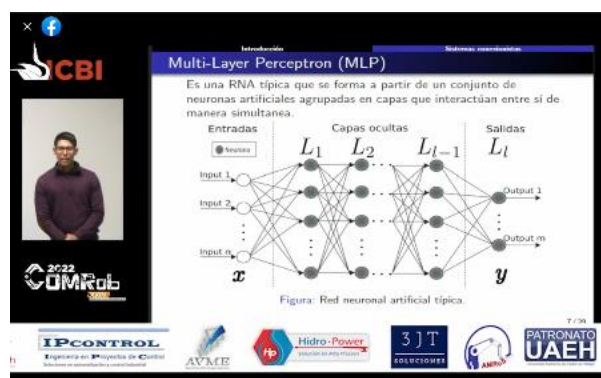 ×
ICBI
Introducción
Sistemas conexionistas
Multi-Layer Perceptron (MLP)
Es una RNA típica que se forma a partir de un conjunto de
neuronas artificiales agrupadas en capas que interactúan entre sí de
manera simultanea.
Entradas
Capas ocultas
Salidas
Neurona
L₁
L₂
Lₗ₋₁
Lₗ
Input 1
Input 2
Input n
Output 1
Output m
x
y
Figura: Red neuronal artificial típica.
7 / 29
2022
COMRob
IPCONTROL
Ingeniería en Proyectos de Control
AVME
Hp
Hidro-Power
3JT
SOLUCIONES
AMRob
PATRONATO
UAEH